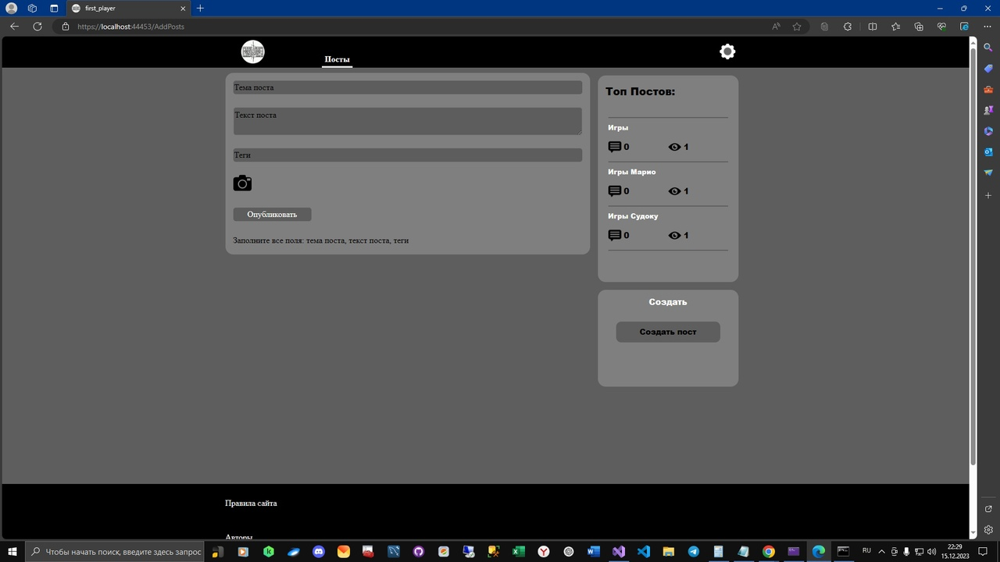 first_player
https://localhost:44453/AddPosts
Посты
Тема поста
Текст поста
Теги
Опубликовать
Заполните все поля: тема поста, текст поста, теги
Топ Постов:
Игры
0 1
Игры Марио
0 1
Игры Судоку
0 1
Создать
Создать пост
Правила сайта
Авторы
Чтобы начать поиск, введите здесь запрос
RU
22:29
15.12.2023